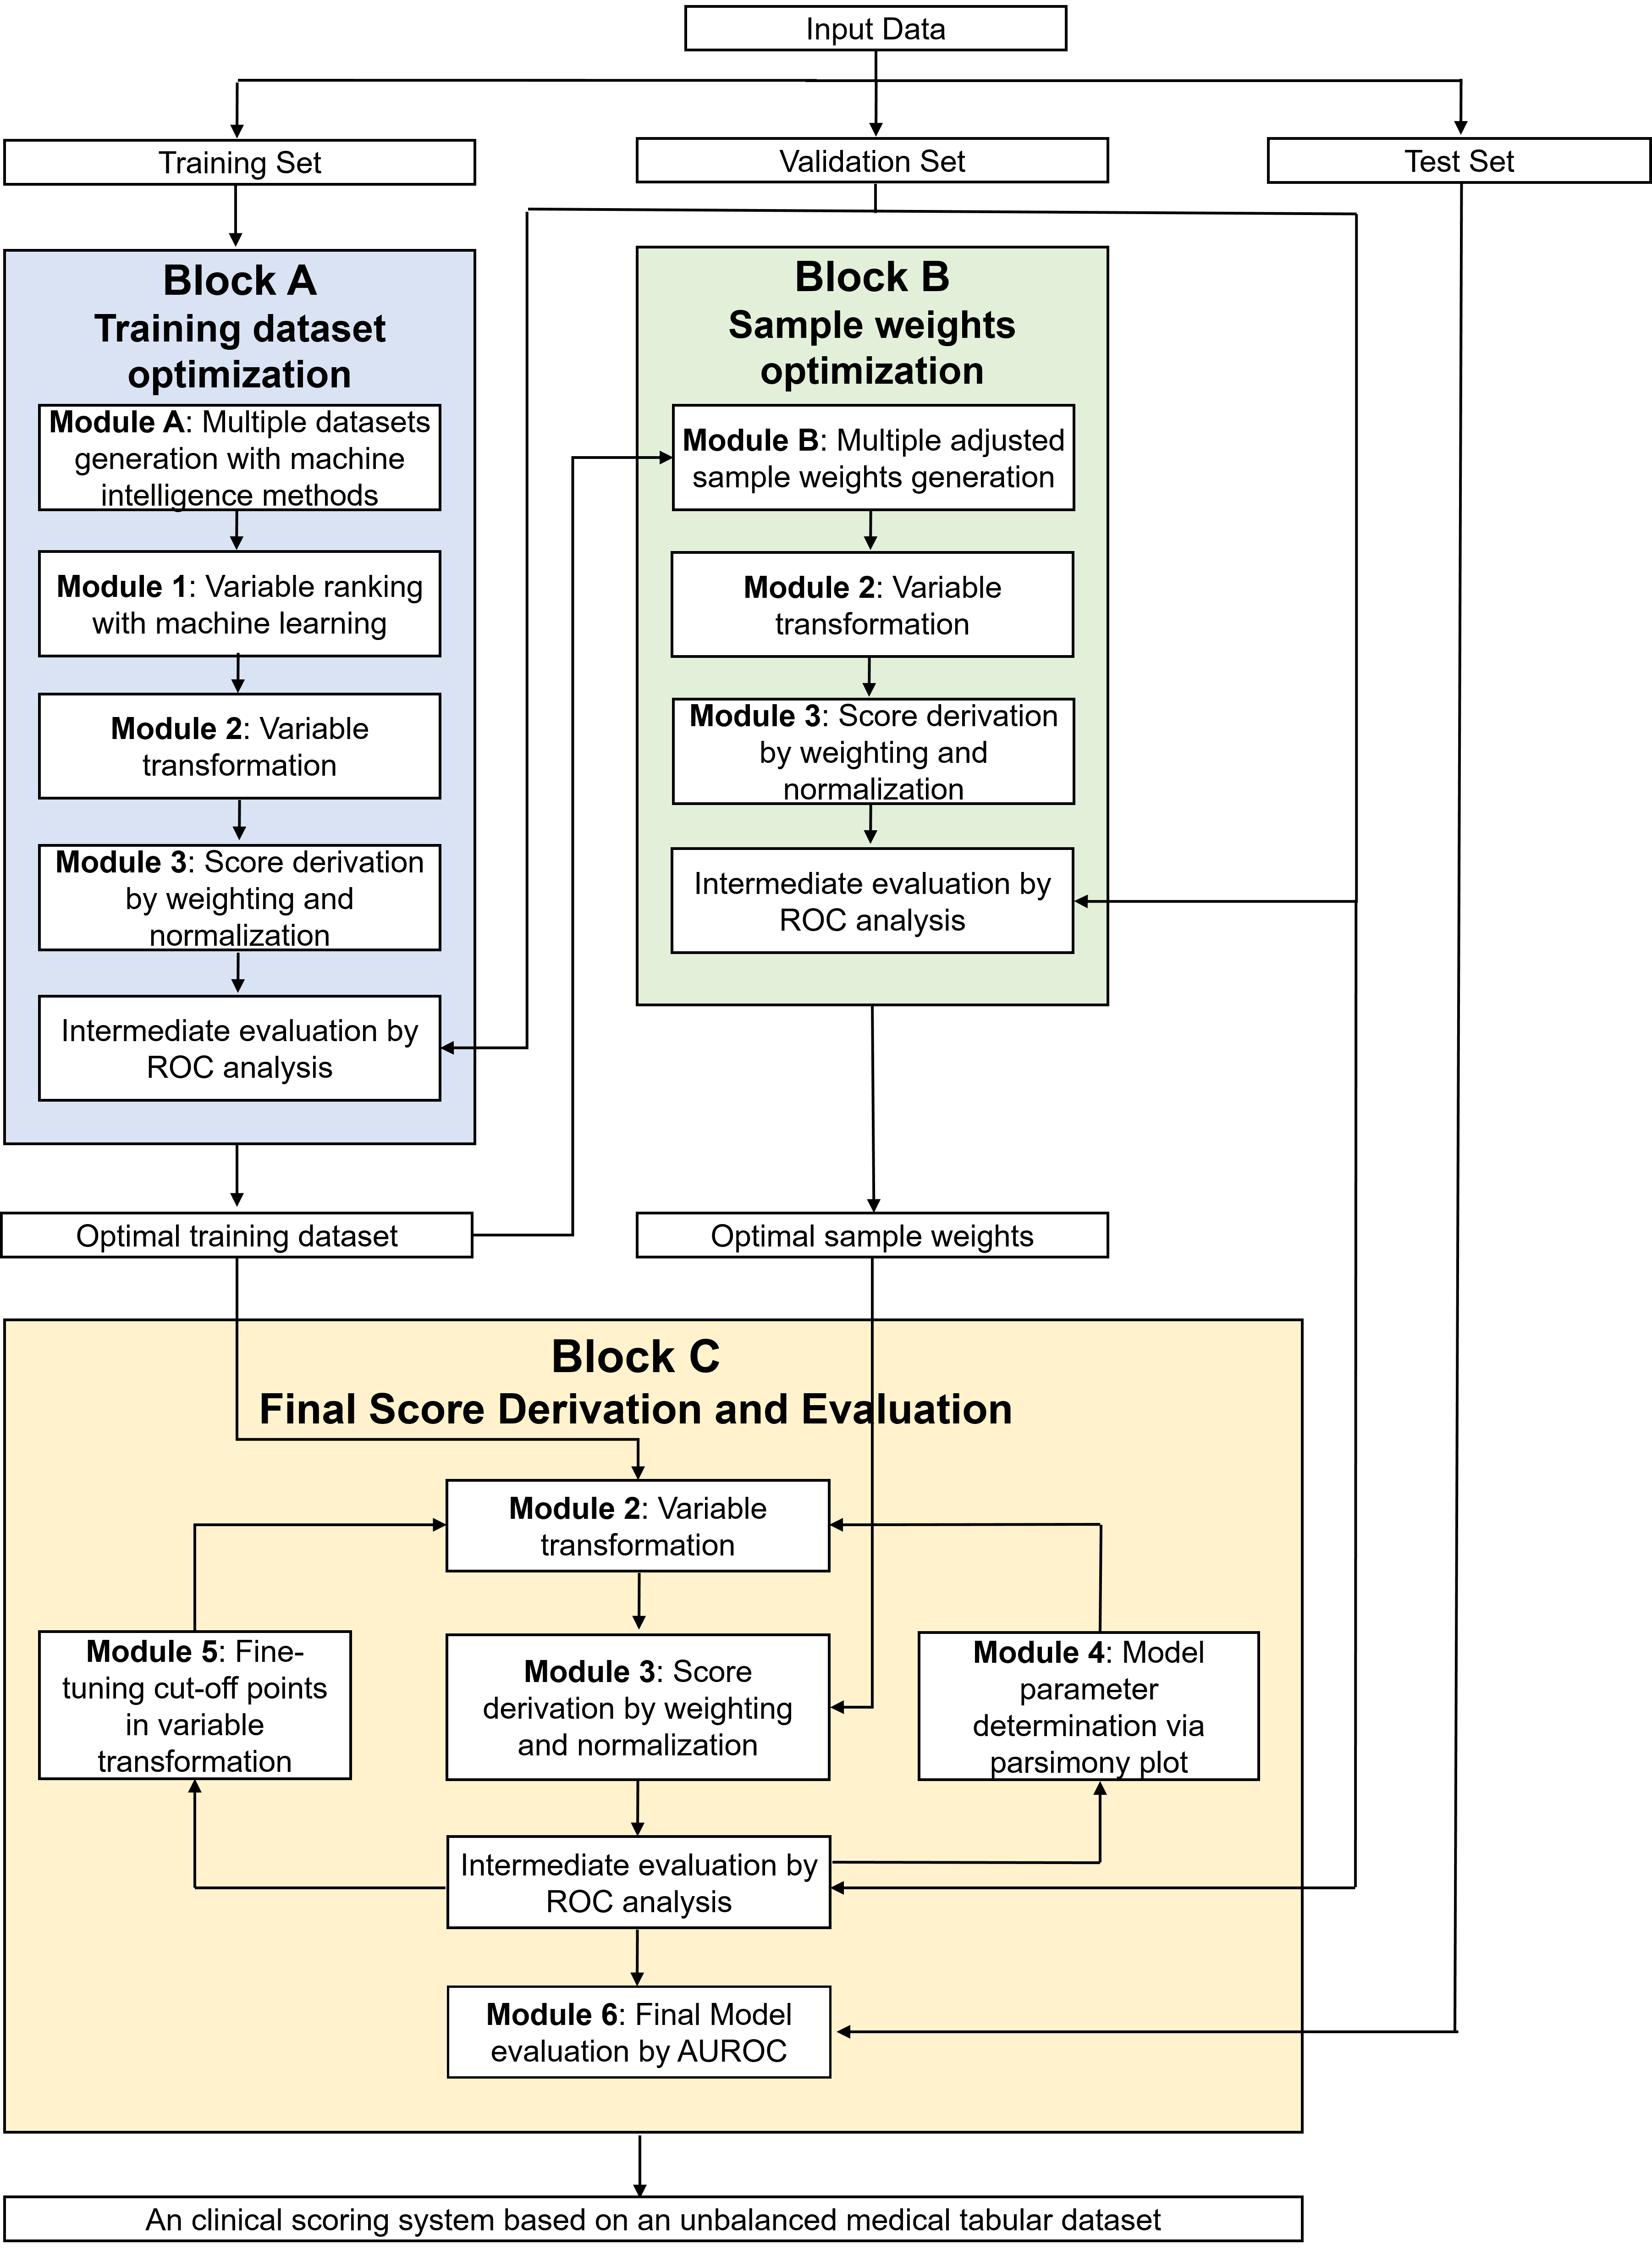 Input Data
Training Set
Validation Set
Test Set
Block A
Training dataset
optimization
Module A: Multiple datasets
generation with machine
intelligence methods
Module 1: Variable ranking
with machine learning
Module 2: Variable
transformation
Module 3: Score derivation
by weighting and
normalization
Intermediate evaluation by
ROC analysis
Block B
Sample weights
optimization
Module B: Multiple adjusted
sample weights generation
Module 2: Variable
transformation
Module 3: Score derivation
by weighting and
normalization
Intermediate evaluation by
ROC analysis
Optimal training dataset
Optimal sample weights
Block C
Final Score Derivation and Evaluation
Module 2: Variable
transformation
Module 5: Fine-
tuning cut-off points
in variable
transformation
Module 3: Score
derivation by weighting
and normalization
Module 4: Model
parameter
determination via
parsimony plot
Intermediate evaluation by
ROC analysis
Module 6: Final Model
evaluation by AUROC
An clinical scoring system based on an unbalanced medical tabular dataset